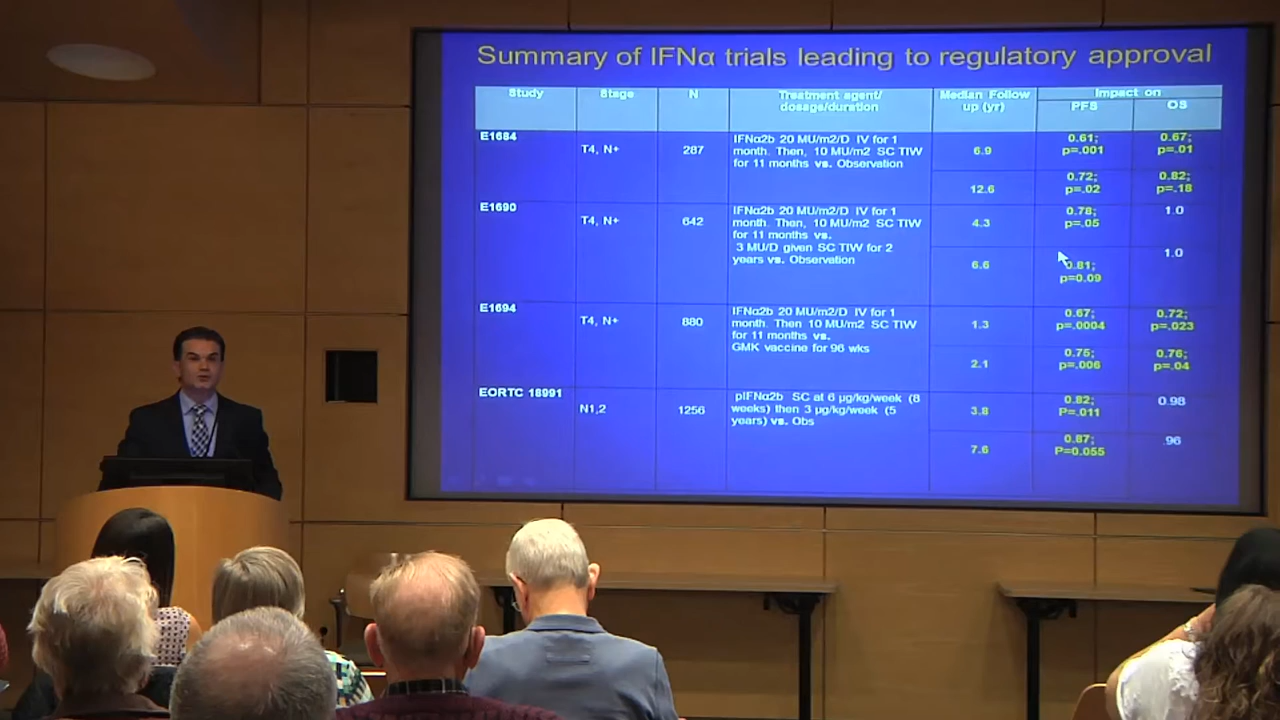 Summary of IFNα trials leading to regulatory approval
Study
Stage
N
Treatment agent/
dosage/duration
Median Follow
up (yr)
Impact on
PFS
OS
E1684
T4, N+
287
IFNα2b 20 MU/m2/D IV for 1
month. Then, 10 MU/m2 SC TIW
for 11 months vs. Observation
6.9
0.61;
p=.001
0.67;
p=.01
12.6
0.72;
p=.02
0.82;
p=.18
E1690
T4, N+
642
IFNα2b 20 MU/m2/D IV for 1
month. Then, 10 MU/m2 SC TIW
for 11 months vs.
3 MU/D given SC TIW for 2
years vs. Observation
4.3
0.78;
p=.05
1.0
6.6
0.81;
p=0.09
1.0
E1694
T4, N+
880
IFNα2b 20 MU/m2/D IV for 1
month. Then 10 MU/m2 SC TIW
for 11 months vs.
GMK vaccine for 96 wks
1.3
0.67;
p=.0004
0.72;
p=.023
2.1
0.75;
p=.006
0.76;
p=.04
EORTC 18991
N1,2
1256
pIFNα2b SC at 6 µg/kg/week (8
weeks) then 3 µg/kg/week (5
years) vs. Obs
3.8
0.82;
P=.011
0.98
7.6
0.87;
P=0.055
.96